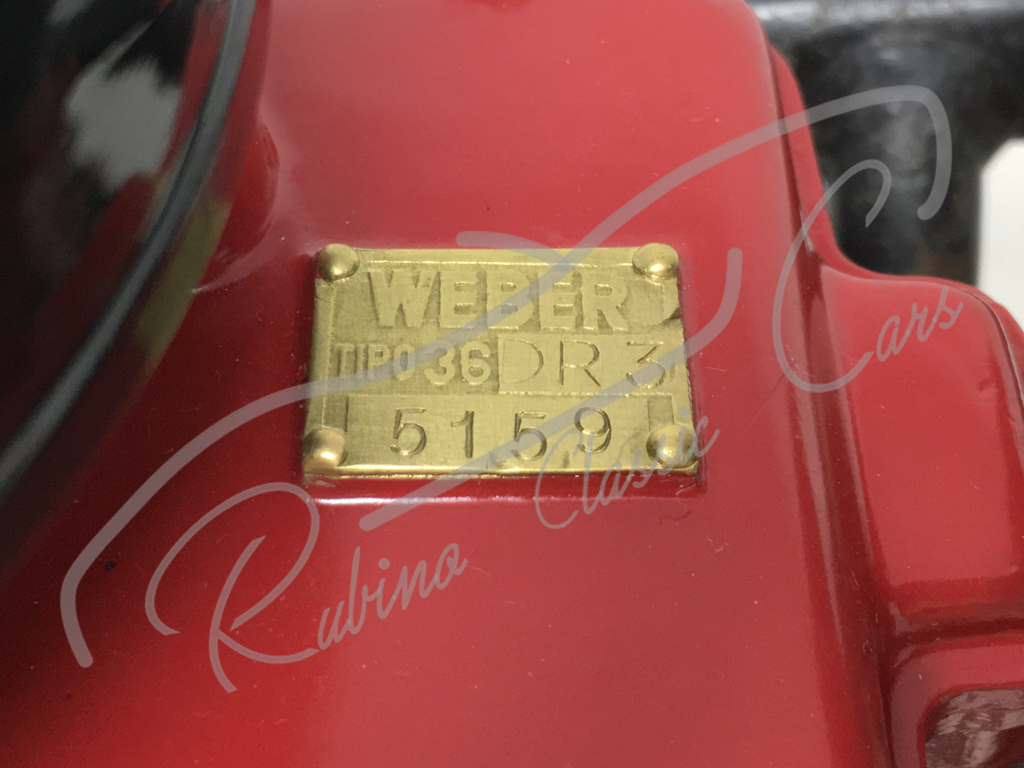 WEBER
TIPO 36 DR 3
5159
Rubino Classic Cars